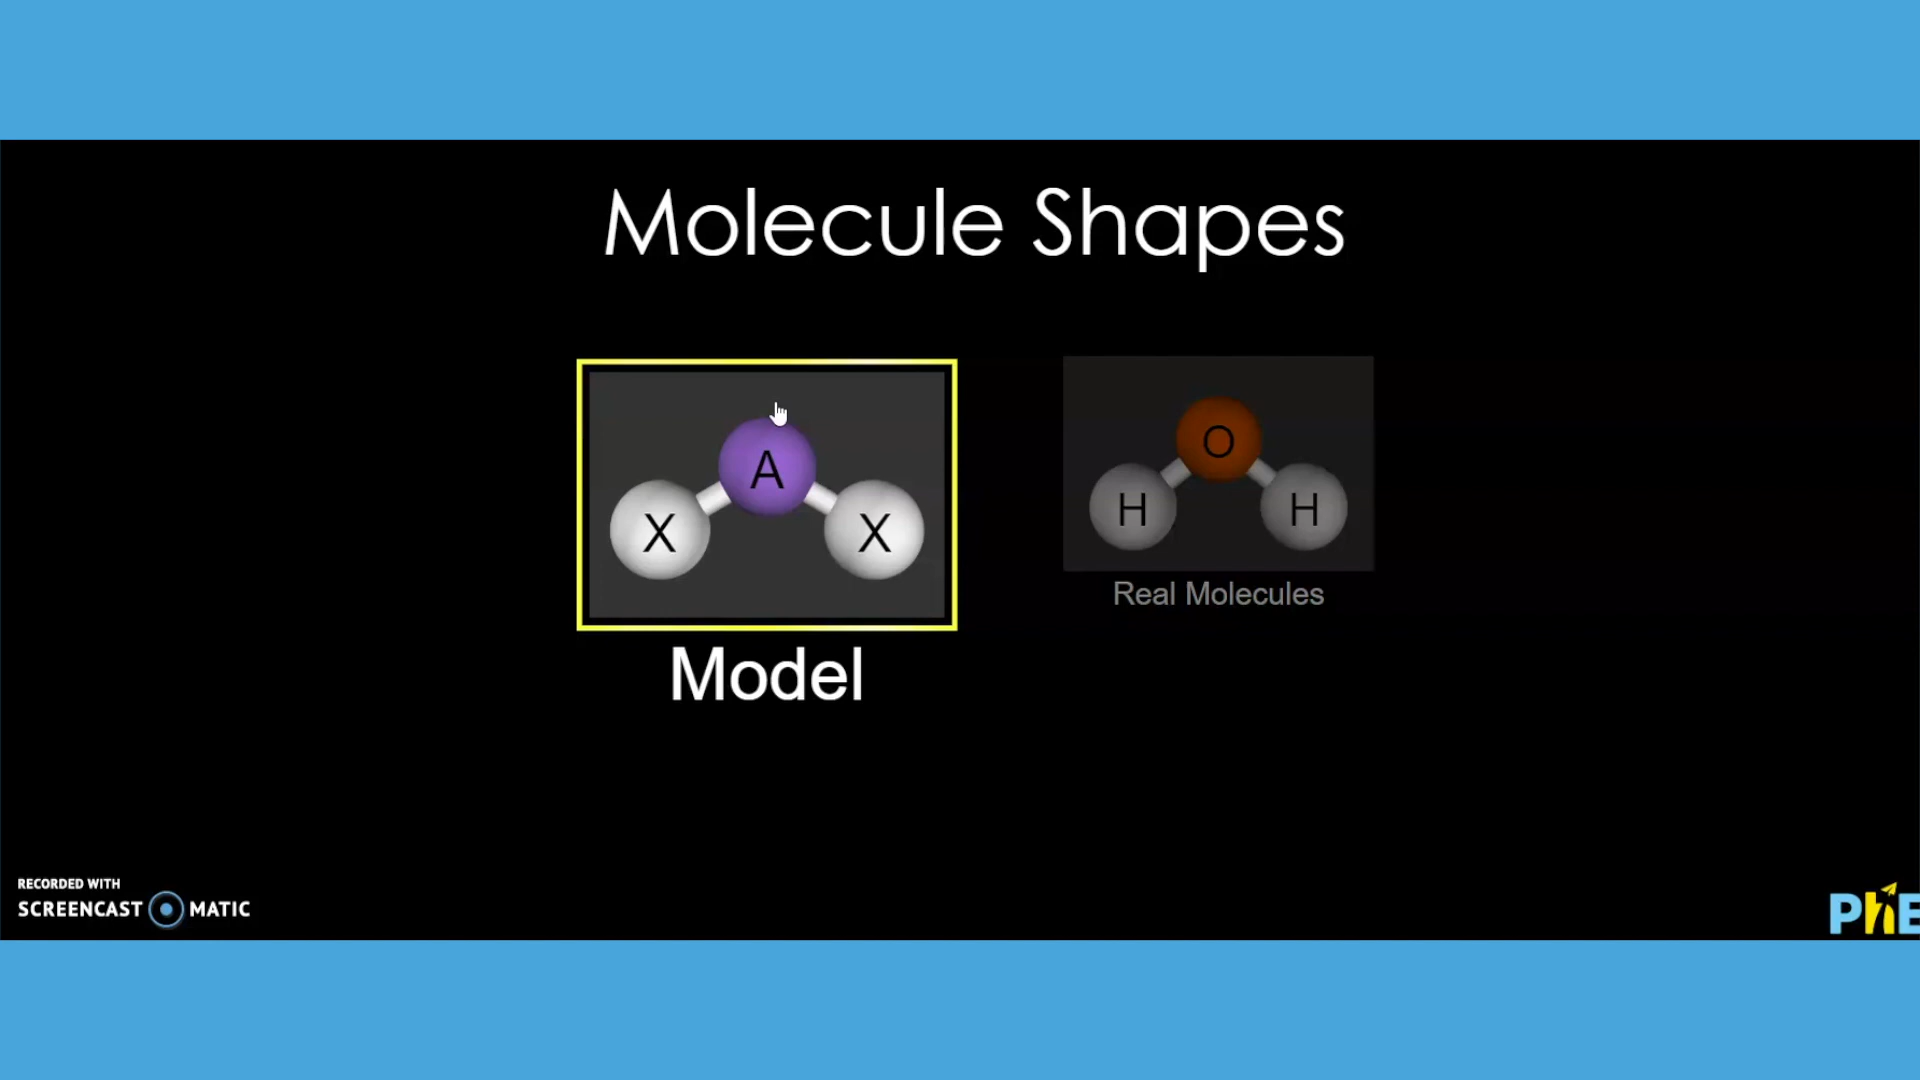 Molecule Shapes
A
X X
O
H H
Real Molecules
Model
RECORDED WITH
SCREENCAST MATIC
PhE